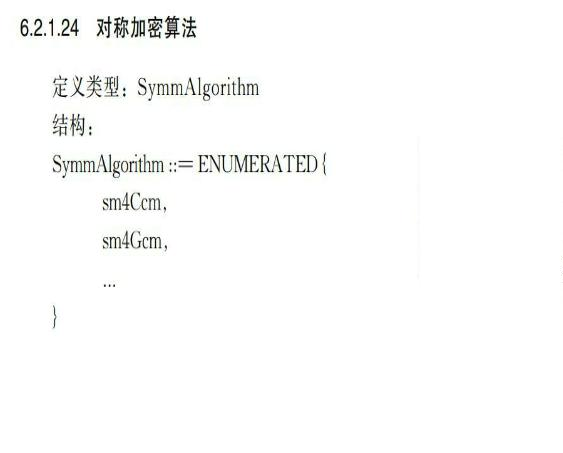 6.2.1.24 对称加密算法
定义类型：SymmAlgorithm
结构：
SymmAlgorithm ::= ENUMERATED {
sm4Ccm,
sm4Gcm,
...
}